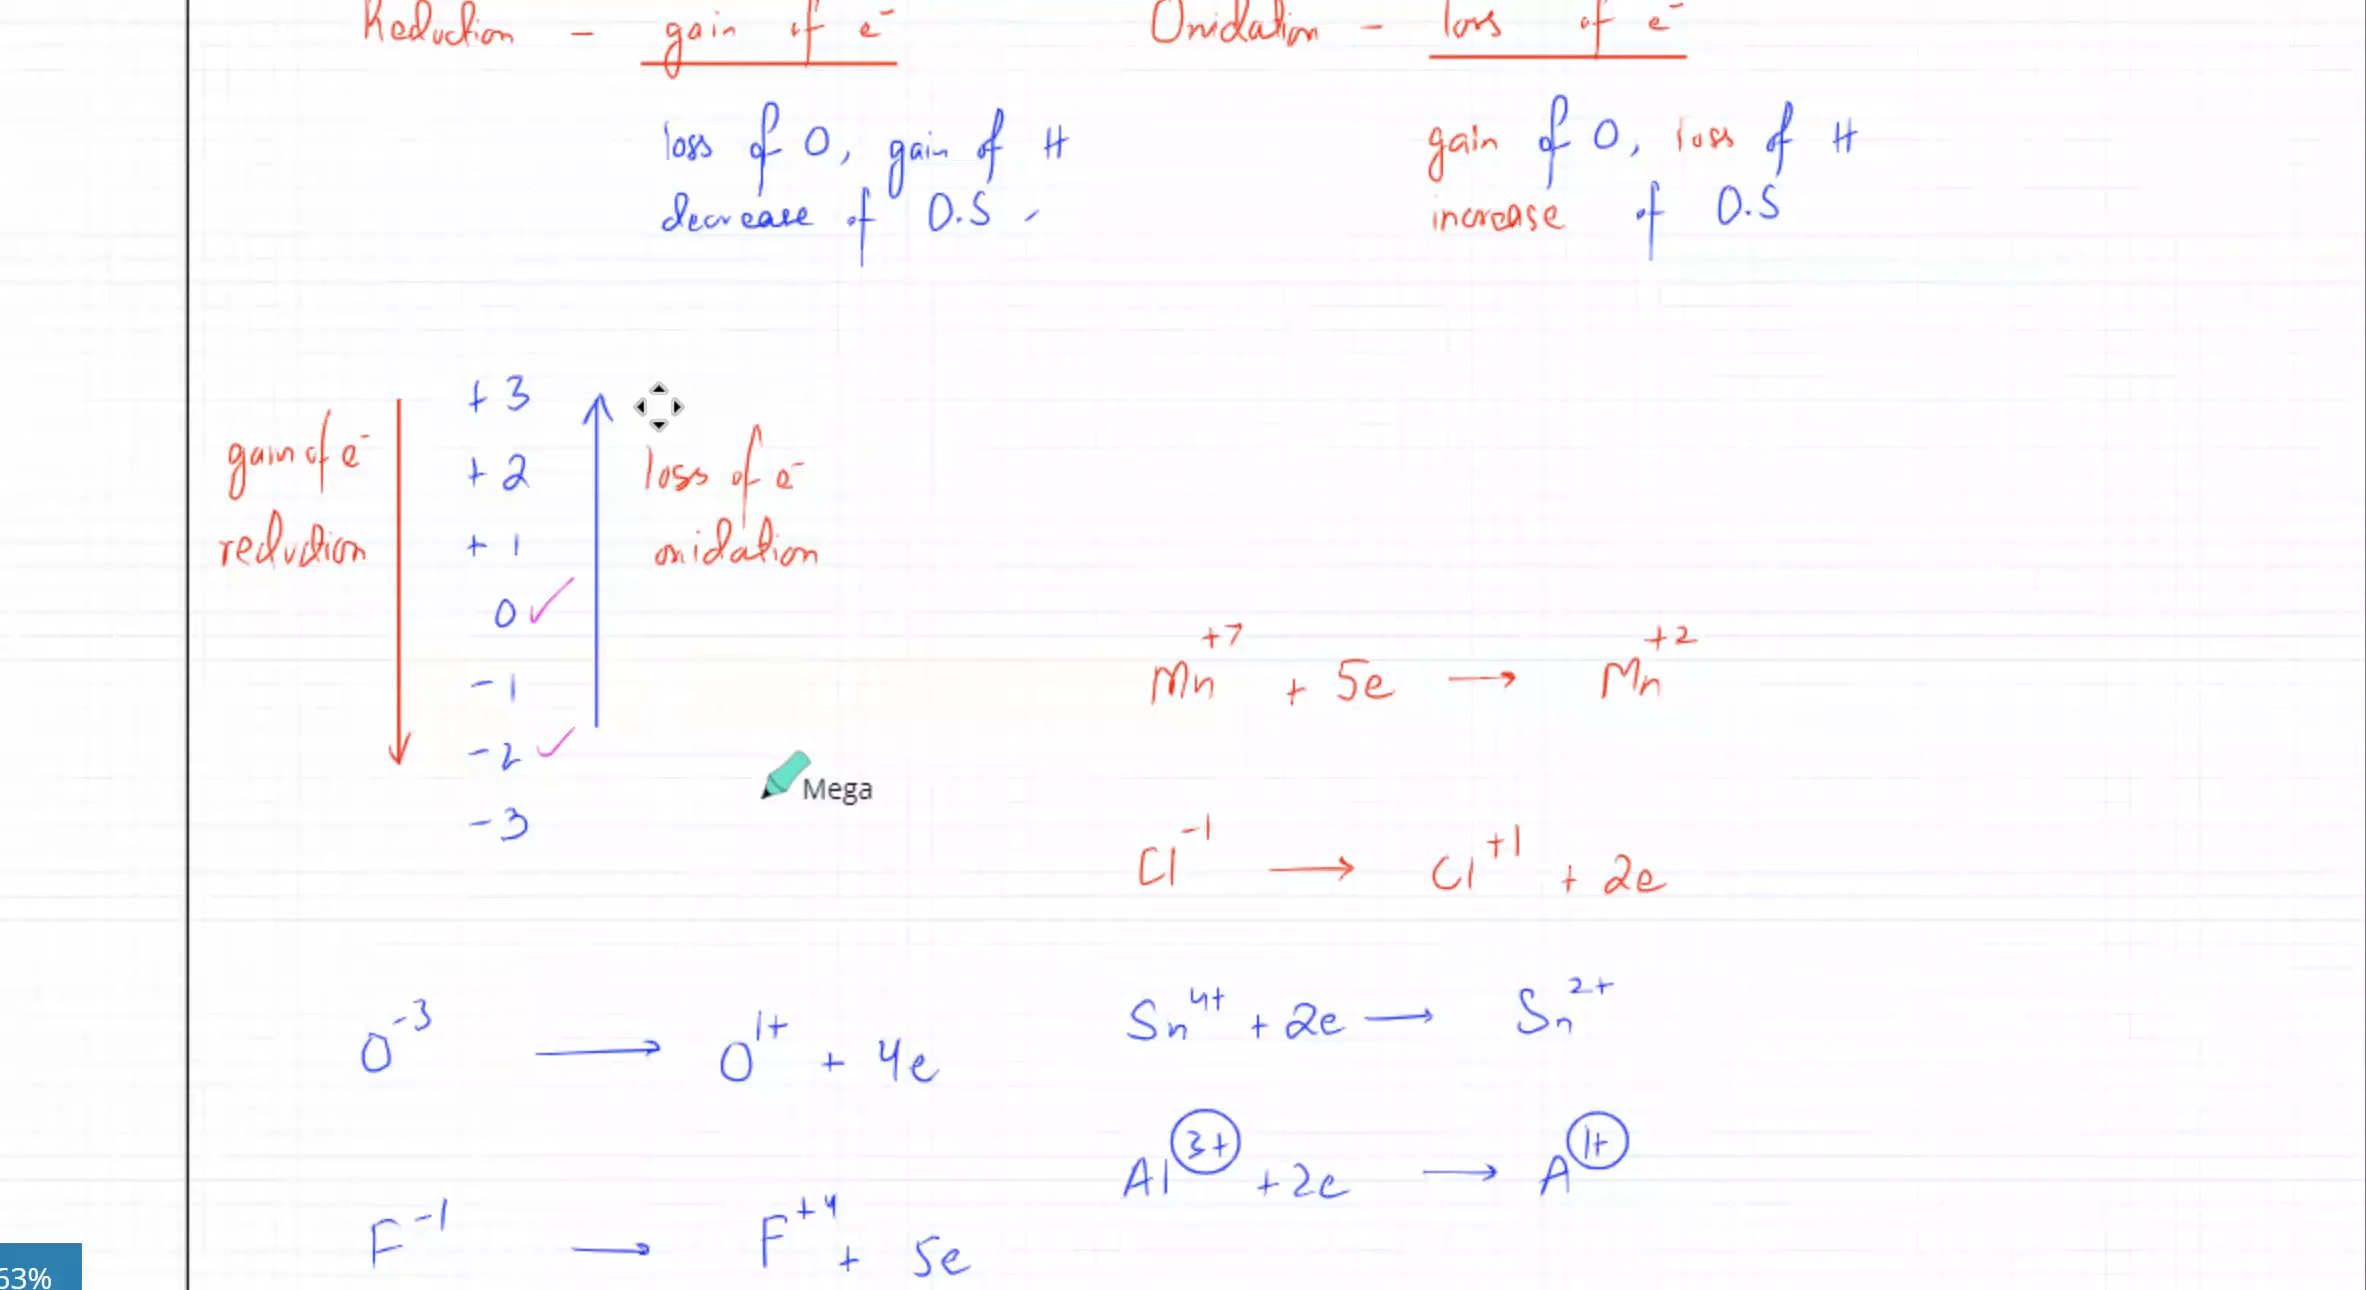 Reduction - gain of e⁻
Oxidation - loss of e⁻
loss of O, gain of H
decrease of O.S
gain of O, loss of H
increase of O.S
gain of e⁻
reduction
+3
+2
+1
0 ✓
-1
-2 ✓
-3
loss of e⁻
oxidation
Mega
Mn⁺⁷ + 5e → Mn⁺²
Cl⁻¹ → Cl⁺¹ + 2e
O⁻³ → O¹⁺ + 4e
Sn⁴⁺ + 2e → Sn²⁺
Al³⁺ + 2e → A¹⁺
F⁻¹ → F⁺⁴ + 5e
63%